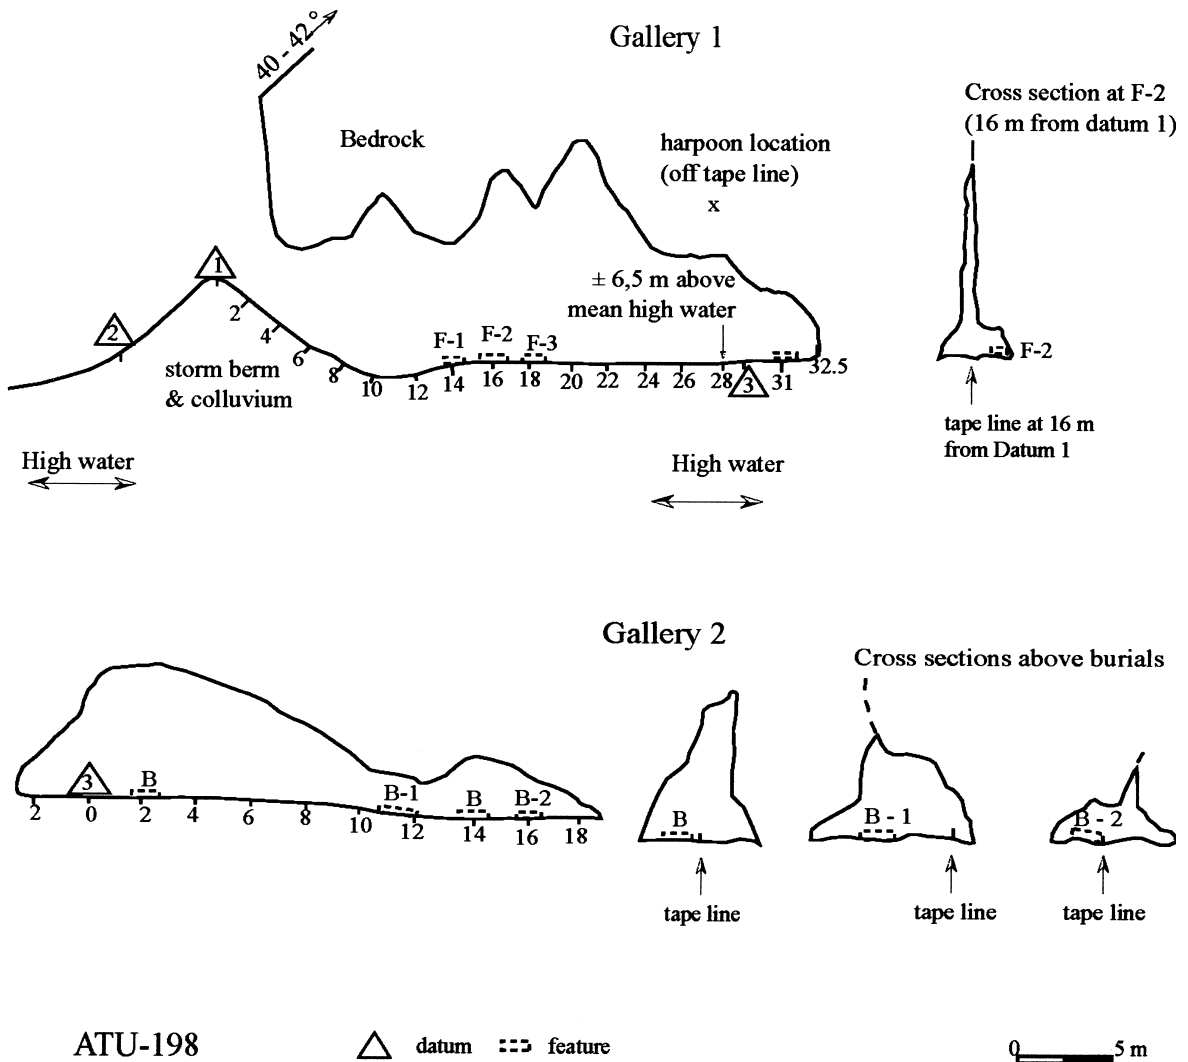 Gallery 1
40 - 42 °
Cross section at F-2
(16 m from datum 1)
Bedrock
harpoon location
(off tape line)
x
1
± 6,5 m above
mean high water
2
2
4
6
8
10
12
14
16
18
20
22
24
26
28
3
31
32.5
F-1
F-2
F-3
F-2
storm berm
& colluvium
tape line at 16 m
from Datum 1
High water
High water
Gallery 2
Cross sections above burials
3
B
B-1
B
B-2
2
0
2
4
6
8
10
12
14
16
18
B
B - 1
B - 2
tape line
tape line
tape line
ATU-198
datum
feature
0
5 m